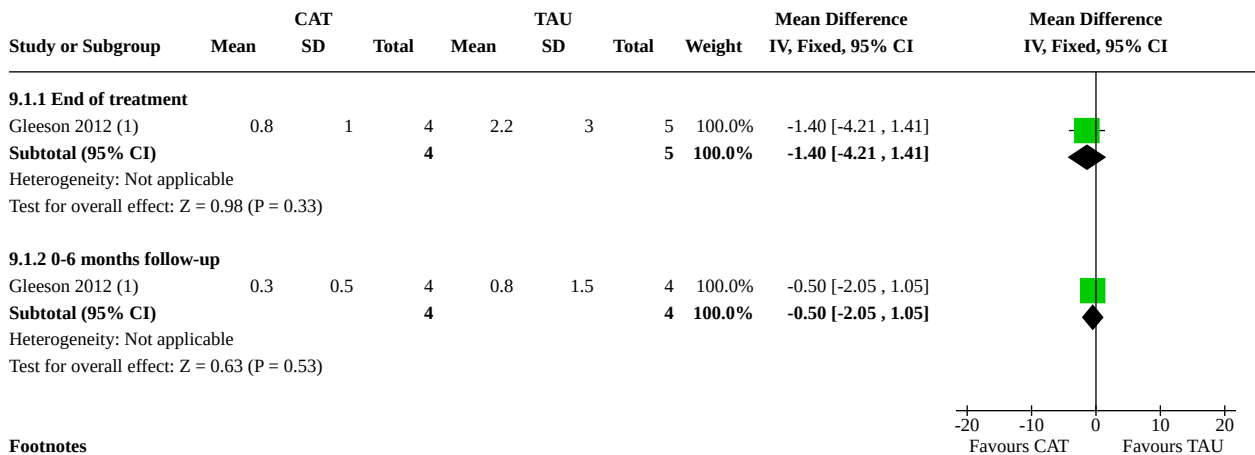 CAT TAU Mean Difference Mean Difference
Study or Subgroup Mean SD Total Mean SD Total Weight IV, Fixed, 95% CI IV, Fixed, 95% CI
9.1.1 End of treatment
Gleeson 2012 (1) 0.8 1 4 2.2 3 5 100.0% -1.40 [-4.21 , 1.41]
Subtotal (95% CI) 4 5 100.0% -1.40 [-4.21 , 1.41]
Heterogeneity: Not applicable
Test for overall effect: Z = 0.98 (P = 0.33)
9.1.2 0-6 months follow-up
Gleeson 2012 (1) 0.3 0.5 4 0.8 1.5 4 100.0% -0.50 [-2.05 , 1.05]
Subtotal (95% CI) 4 4 100.0% -0.50 [-2.05 , 1.05]
Heterogeneity: Not applicable
Test for overall effect: Z = 0.63 (P = 0.53)
-20 -10 0 10 20
Footnotes Favours CAT Favours TAU